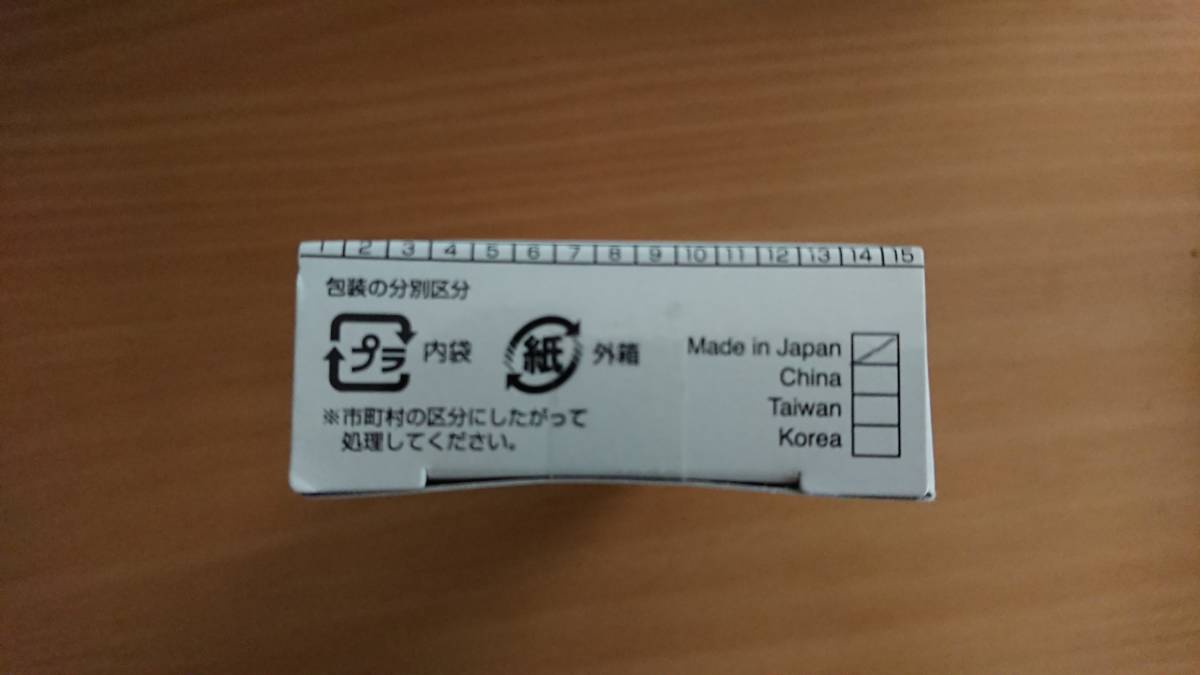 1 2 3 4 5 6 7 8 9 10 11 12 13 14 15
包装の分別区分
プラ 内袋 紙 外箱
※市町村の区分にしたがって
処理してください。
Made in Japan
China
Taiwan
Korea